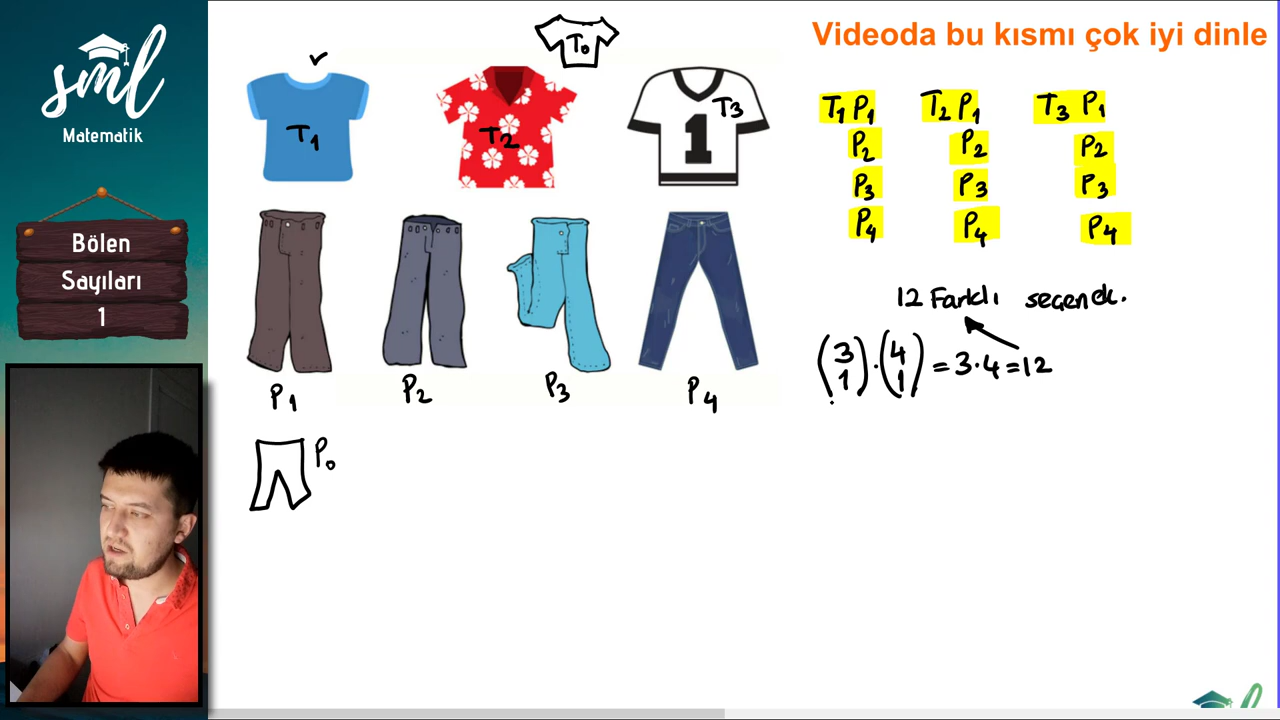 sml
Matematik
Bölen
Sayıları
1
Videoda bu kısmı çok iyi dinle
T₀
T₁
T₂
T₃
1
P₁
P₂
P₃
P₄
P₀
T₁ P₁ T₂ P₁ T₃ P₁
P₂ P₂ P₂
P₃ P₃ P₃
P₄ P₄ P₄
12 Farklı seçenek.
(3 1) · (4 1) = 3·4 = 12